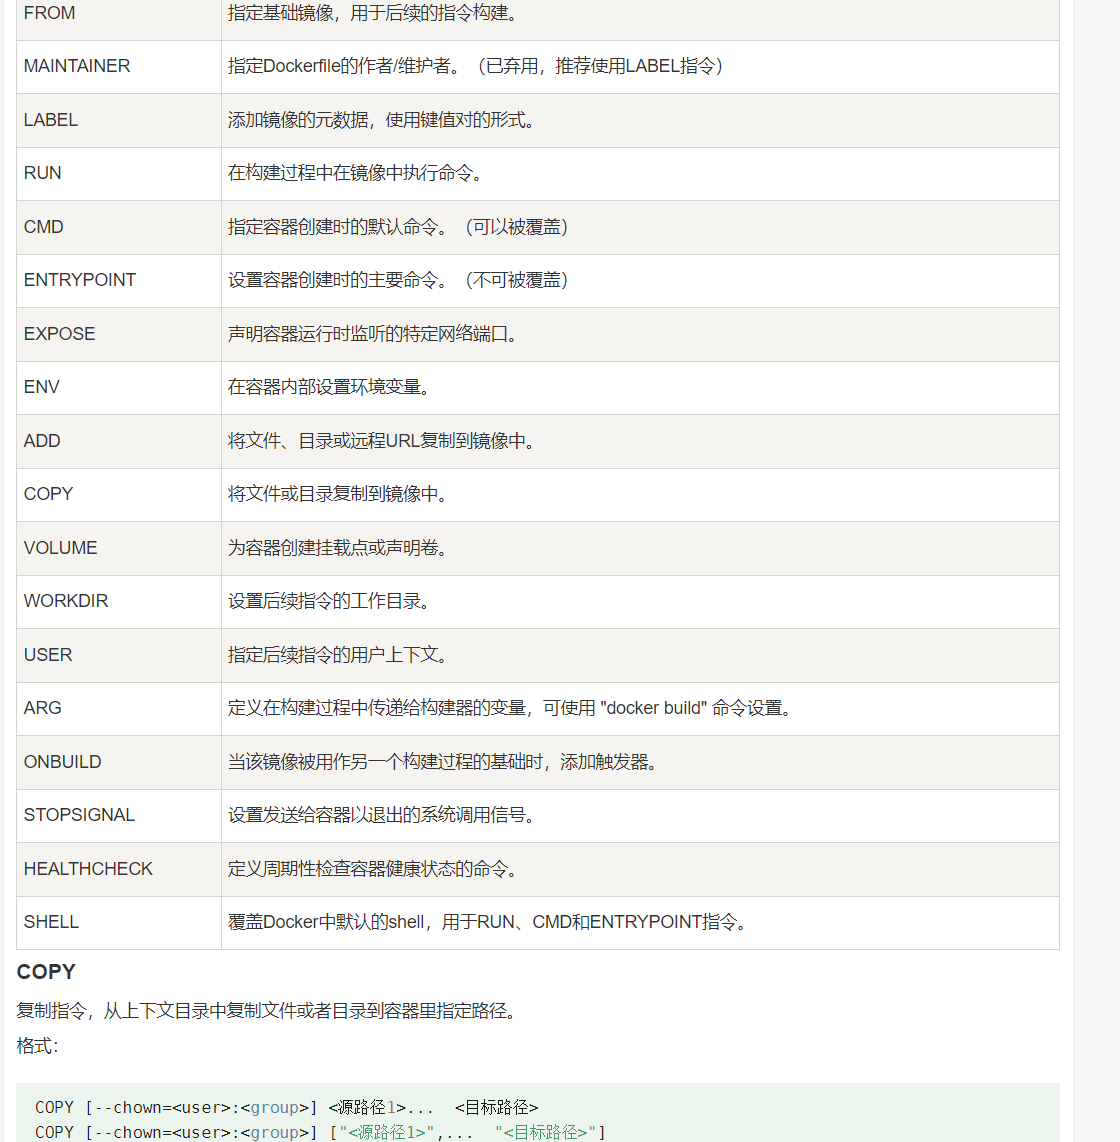 FROM 指定基础镜像，用于后续的指令构建。
MAINTAINER 指定Dockerfile的作者/维护者。（已弃用，推荐使用LABEL指令）
LABEL 添加镜像的元数据，使用键值对的形式。
RUN 在构建过程中在镜像中执行命令。
CMD 指定容器创建时的默认命令。（可以被覆盖）
ENTRYPOINT 设置容器创建时的主要命令。（不可被覆盖）
EXPOSE 声明容器运行时监听的特定网络端口。
ENV 在容器内部设置环境变量。
ADD 将文件、目录或远程URL复制到镜像中。
COPY 将文件或目录复制到镜像中。
VOLUME 为容器创建挂载点或声明卷。
WORKDIR 设置后续指令的工作目录。
USER 指定后续指令的用户上下文。
ARG 定义在构建过程中传递给构建器的变量，可使用 "docker build" 命令设置。
ONBUILD 当该镜像被用作另一个构建过程的基础时，添加触发器。
STOPSIGNAL 设置发送给容器以退出的系统调用信号。
HEALTHCHECK 定义周期性检查容器健康状态的命令。
SHELL 覆盖Docker中默认的shell，用于RUN、CMD和ENTRYPOINT指令。
COPY
复制指令，从上下文目录中复制文件或者目录到容器里指定路径。
格式：
COPY [--chown=<user>:<group>] <源路径1>...  <目标路径>
COPY [--chown=<user>:<group>] ["<源路径1>",...  "<目标路径>"]